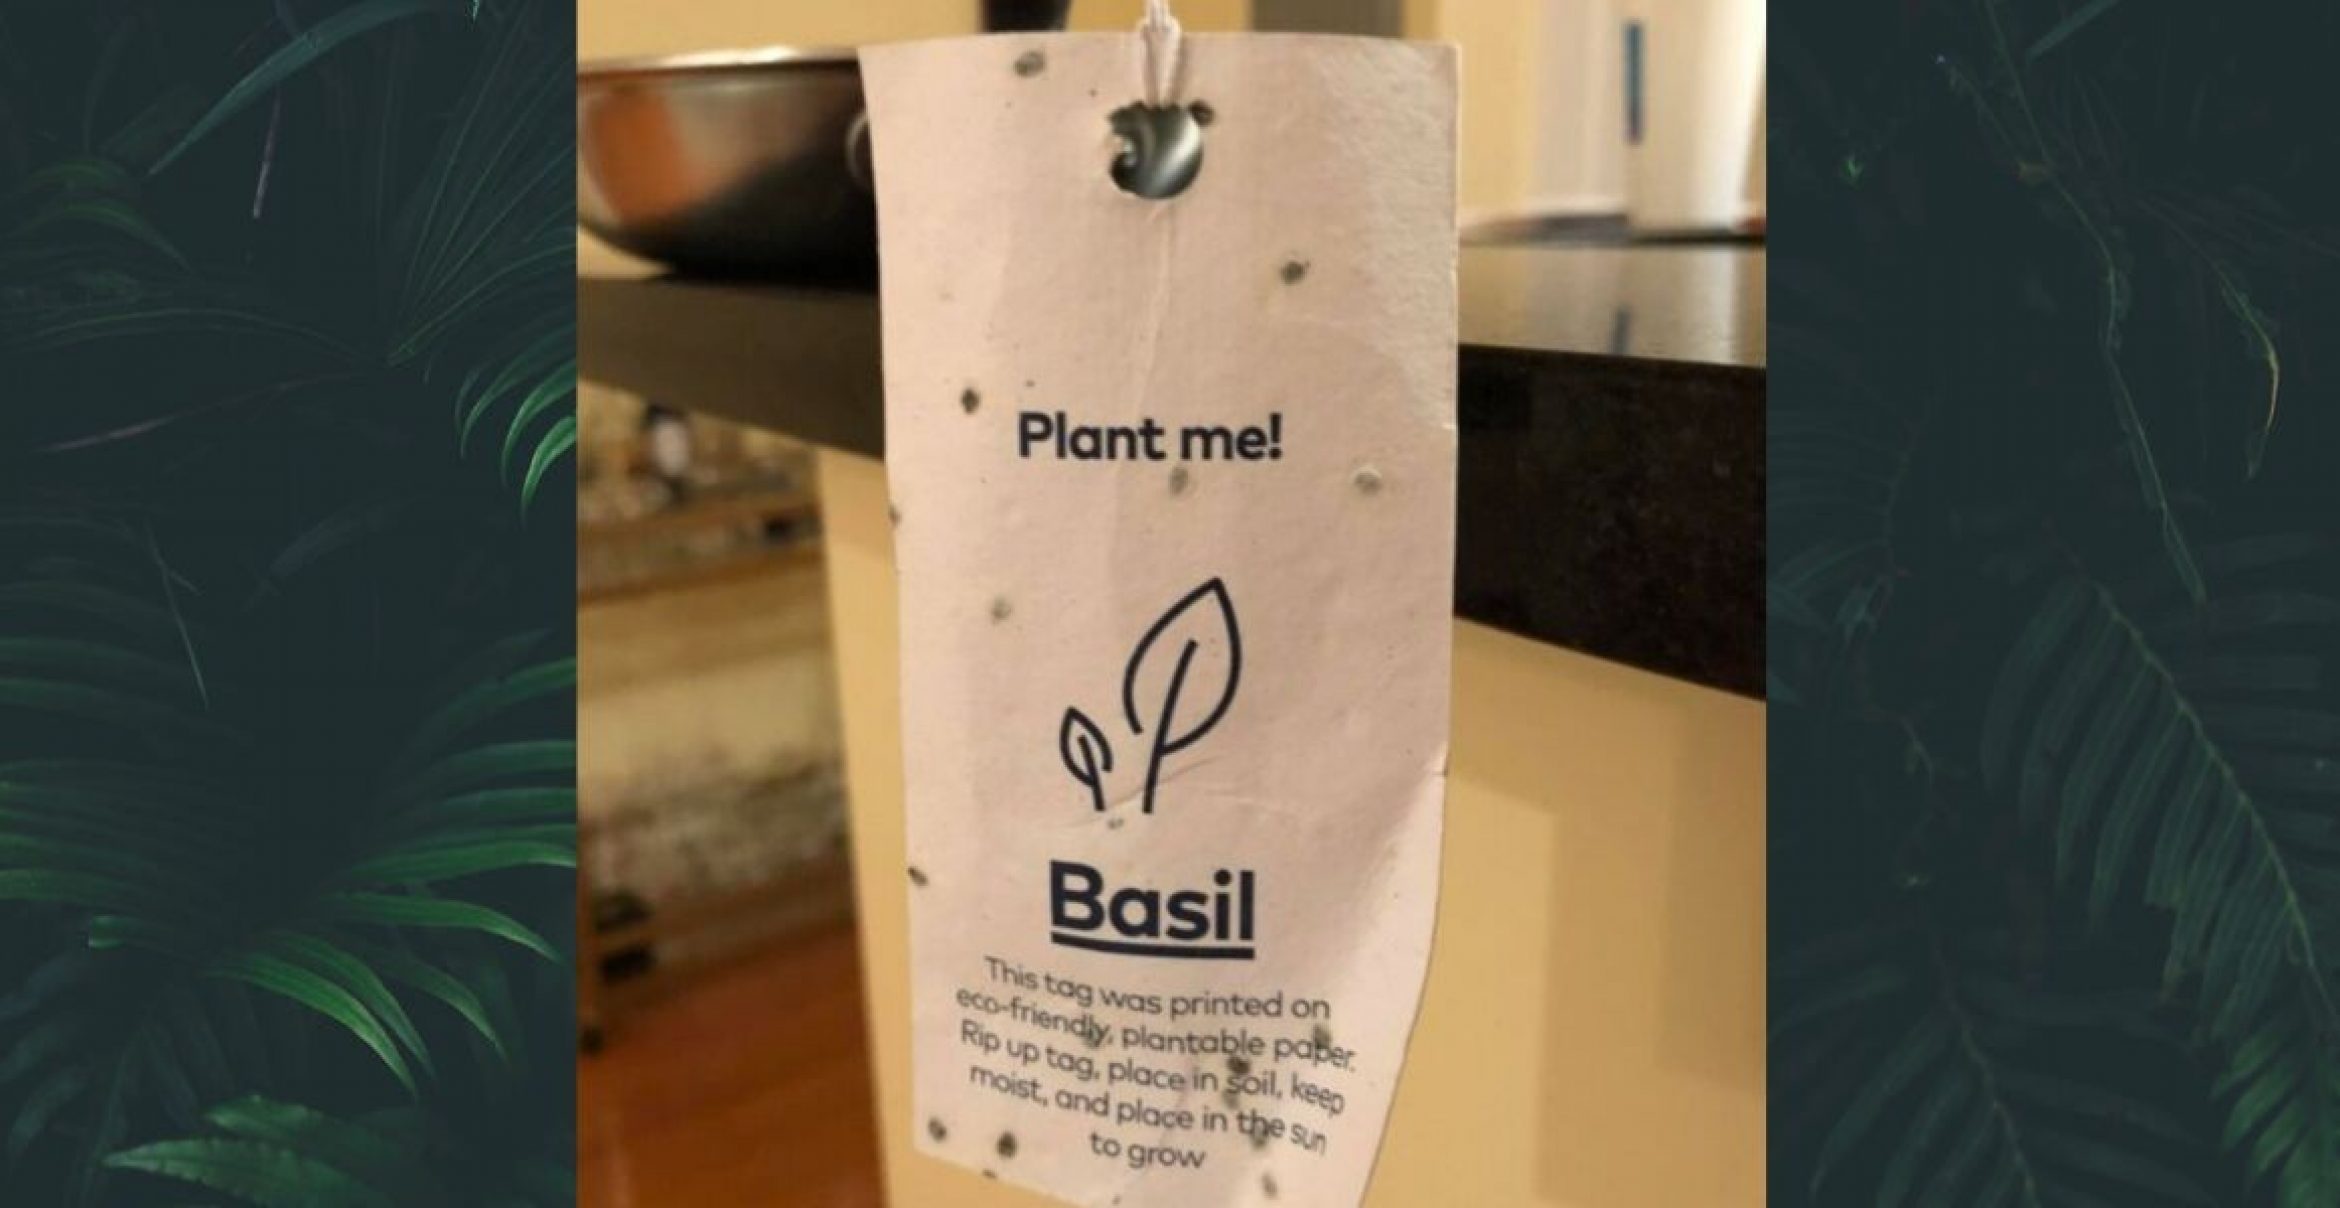 Plant me!
Basil
This tag was printed on
eco-friendly, plantable paper.
Rip up tag, place in soil, keep
moist, and place in the sun
to grow